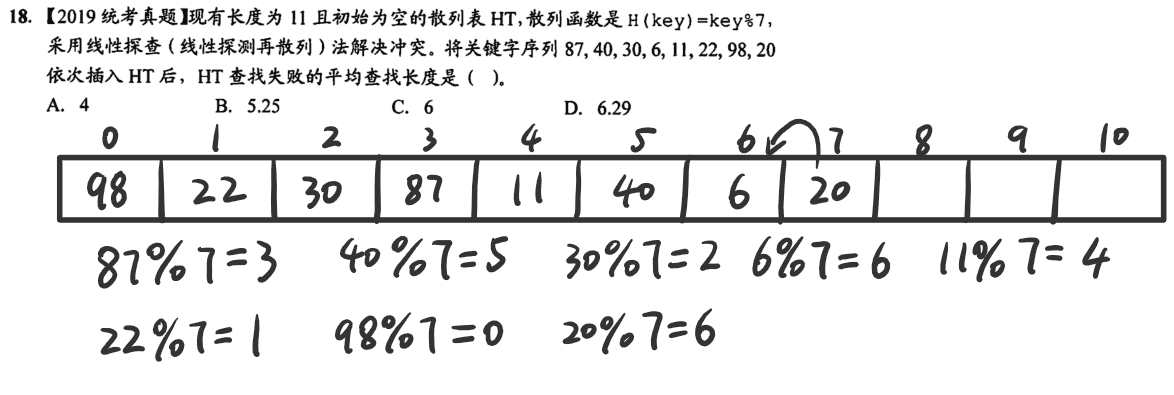 18. 【2019 统考真题】现有长度为 11 且初始为空的散列表 HT,散列函数是 H(key)=key%7,
采用线性探查(线性探测再散列)法解决冲突。将关键字序列 87, 40, 30, 6, 11, 22, 98, 20
依次插入 HT 后,HT 查找失败的平均查找长度是( )。
A. 4 B. 5.25 C. 6 D. 6.29
0 1 2 3 4 5 6 7 8 9 10
98 22 30 87 11 40 6 20
87%7=3 40%7=5 30%7=2 6%7=6 11%7=4
22%7=1 98%7=0 20%7=6